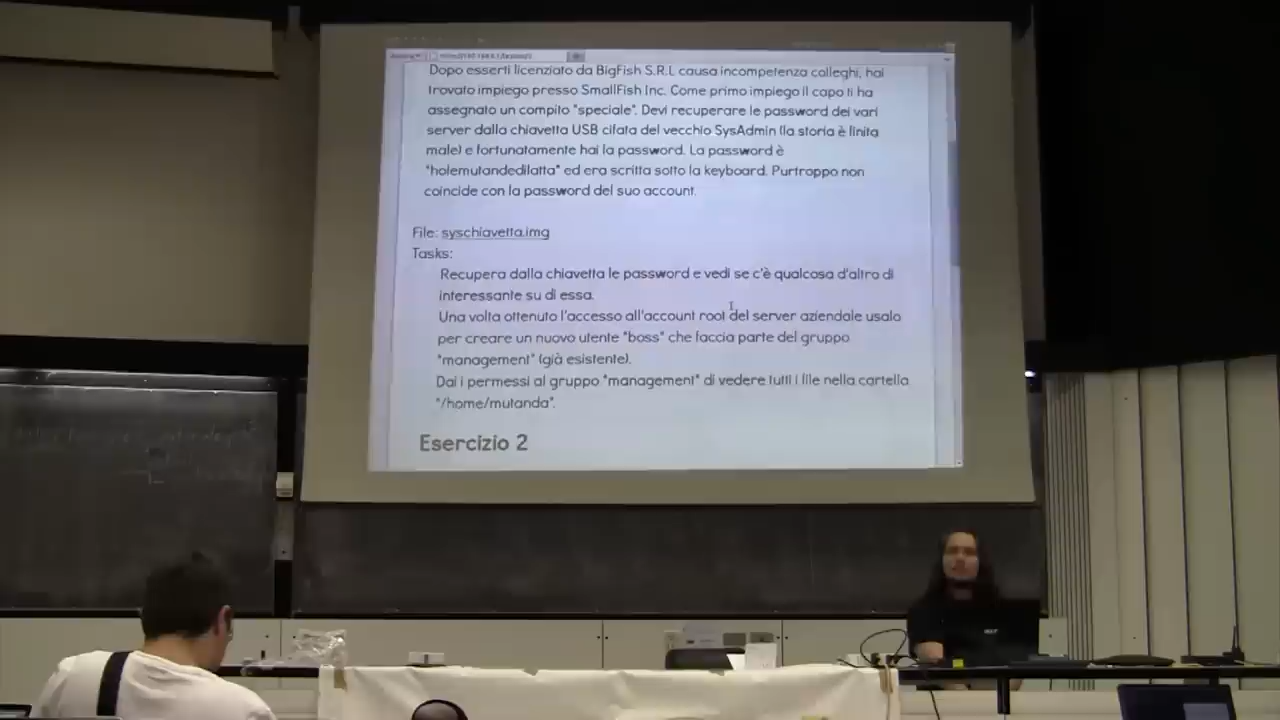 Dopo esserti licenziato da BigFish S.R.L causa incompetenza colleghi, hai
trovato impiego presso SmallFish Inc. Come primo impiego il capo ti ha
assegnato un compito "speciale". Devi recuperare le password dei vari
server dalla chiavetta USB cifata del vecchio SysAdmin (la storia è finita
male) e fortunatamente hai la password. La password è
"holemutandedilatta" ed era scritta sotto la keyboard. Purtroppo non
coincide con la password del suo account.
File: syschiavetta.img
Tasks:
Recupera dalla chiavetta le password e vedi se c'è qualcosa d'altro di
interessante su di essa.
Una volta ottenuto l'accesso all'account root del server aziendale usalo
per creare un nuovo utente "boss" che faccia parte del gruppo
"management" (già esistente).
Dai i permessi al gruppo "management" di vedere tutti i file nella cartella
"/home/mutanda".
Esercizio 2
acer